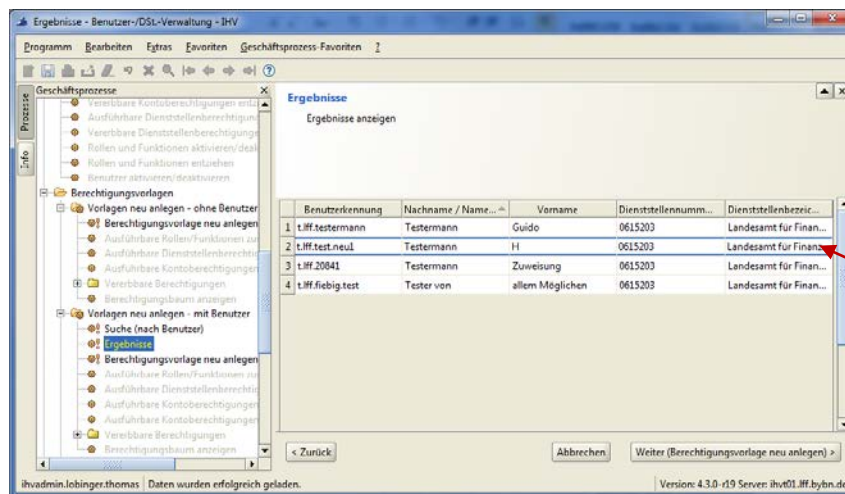 Ergebnisse - Benutzer-/DSt.-Verwaltung - IHV
Programm Bearbeiten Extras Favoriten Geschäftsprozess-Favoriten ?
Prozesse
Info
Geschäftsprozesse
Vererbbare Kontoberechtigungen entzi
Ausführbare Dienststellenberechtigun
Vererbbare Dienststellenberechtigunge
Rollen und Funktionen aktivieren/deak
Rollen und Funktionen entziehen
Benutzer aktivieren/deaktivieren
Berechtigungsvorlagen
Vorlagen neu anlegen - ohne Benutzer
Berechtigungsvorlage neu anlegen
Ausführbare Rollen/Funktionen zu
Ausführbare Dienststellenberechti
Ausführbare Kontoberechtigungen
Vererbbare Berechtigungen
Berechtigungsbaum anzeigen
Vorlagen neu anlegen - mit Benutzer
Suche (nach Benutzer)
Ergebnisse
Berechtigungsvorlage neu anlegen
Ausführbare Rollen/Funktionen zu
Ausführbare Dienststellenberechtig
Ausführbare Kontoberechtigungen
Ausführbare Kontoberechtigungen
Vererbbare Berechtigungen
Berechtigungsbaum anzeigen
Ergebnisse
Ergebnisse anzeigen
Benutzerkennung Nachname / Name... Vorname Dienststellennumm... Dienststellenbezeic...
1 t.lff.testermann Testermann Guido 0615203 Landesamt für Finan...
2 t.lff.test.neu1 Testermann H 0615203 Landesamt für Finanz
3 t.lff.20841 Testermann Zuweisung 0615203 Landesamt für Finan...
4 t.lff.fiebig.test Tester von allem Möglichen 0615203 Landesamt für Finan...
< Zurück Abbrechen Weiter (Berechtigungsvorlage neu anlegen) >
ihvadmin.lobinger.thomas Daten wurden erfolgreich geladen. Version: 4.3.0-r19 Server: ihvt01.lff.bybn.de